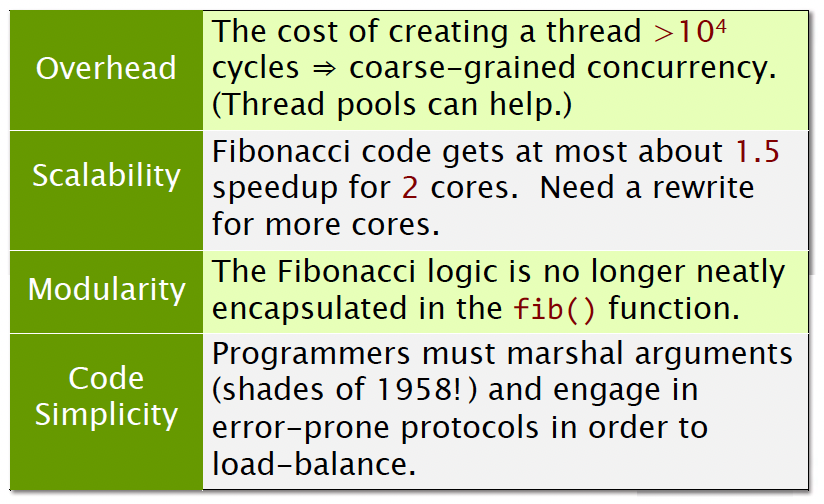 Overhead
The cost of creating a thread >10⁴
cycles ⇒ coarse-grained concurrency.
(Thread pools can help.)
Scalability
Fibonacci code gets at most about 1.5
speedup for 2 cores.  Need a rewrite
for more cores.
Modularity
The Fibonacci logic is no longer neatly
encapsulated in the fib() function.
Code
Simplicity
Programmers must marshal arguments
(shades of 1958!) and engage in
error-prone protocols in order to
load-balance.